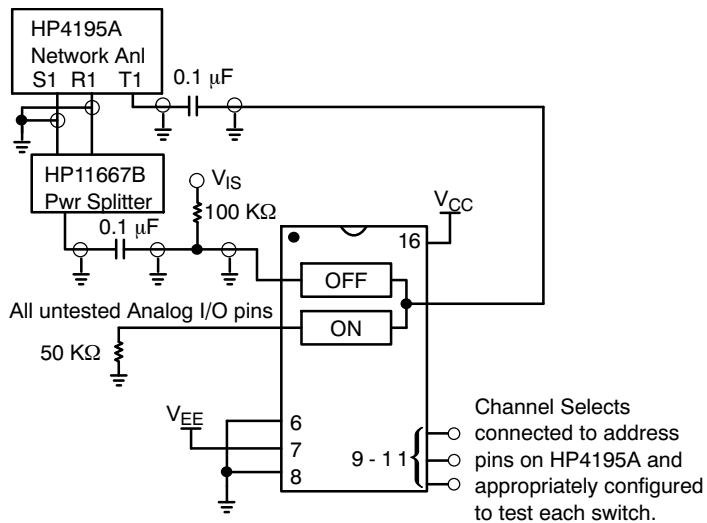 HP4195A
Network Anl
S1 R1 T1
0.1 μF
HP11667B
Pwr Splitter
V_IS
100 KΩ
0.1 μF
V_CC
16
OFF
All untested Analog I/O pins
ON
50 KΩ
V_EE
6
7
8
9 - 11
Channel Selects
connected to address
pins on HP4195A and
appropriately configured
to test each switch.